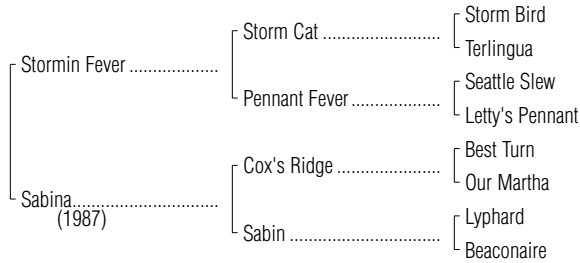 Storm Bird
Storm Cat ..............................
Terlingua
Stormin Fever ......................
Seattle Slew
Pennant Fever.......................
Letty's Pennant
Best Turn
Cox's Ridge ..........................
Our Martha
Sabina....................................
(1987)
Lyphard
Sabin .....................................
Beaconaire